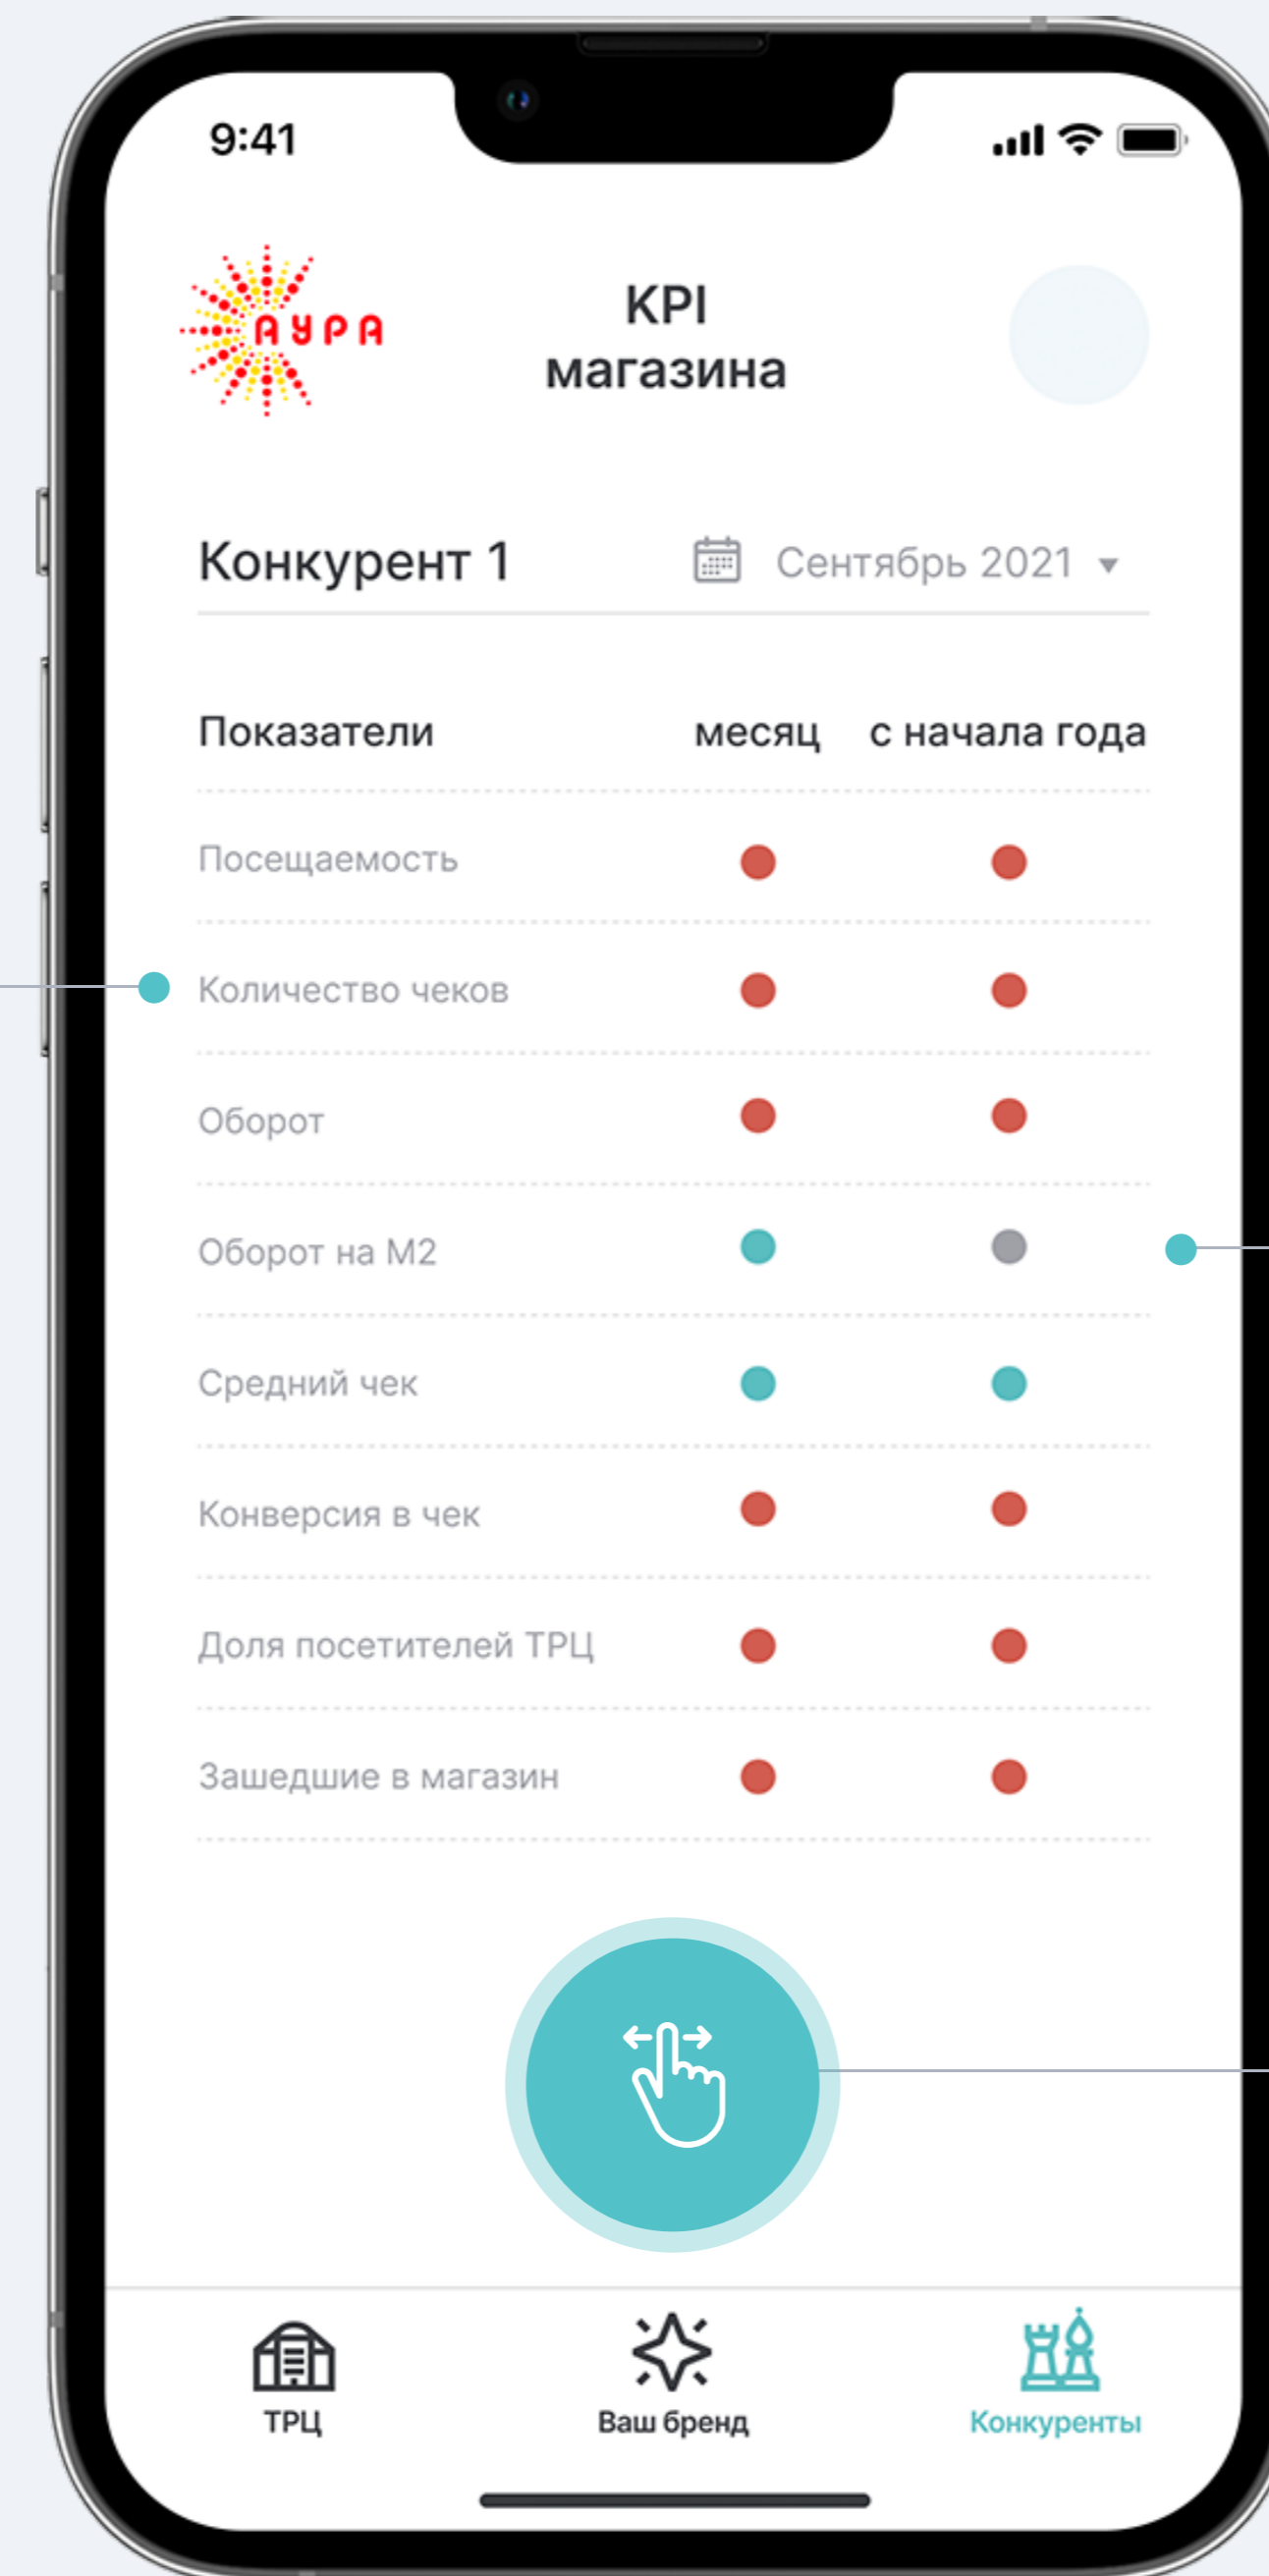 9:41
АУРА
KPI
магазина
Конкурент 1
Сентябрь 2021
Показатели месяц с начала года
Посещаемость
Количество чеков
Оборот
Оборот на М2
Средний чек
Конверсия в чек
Доля посетителей ТРЦ
Зашедшие в магазин
ТРЦ Ваш бренд Конкуренты